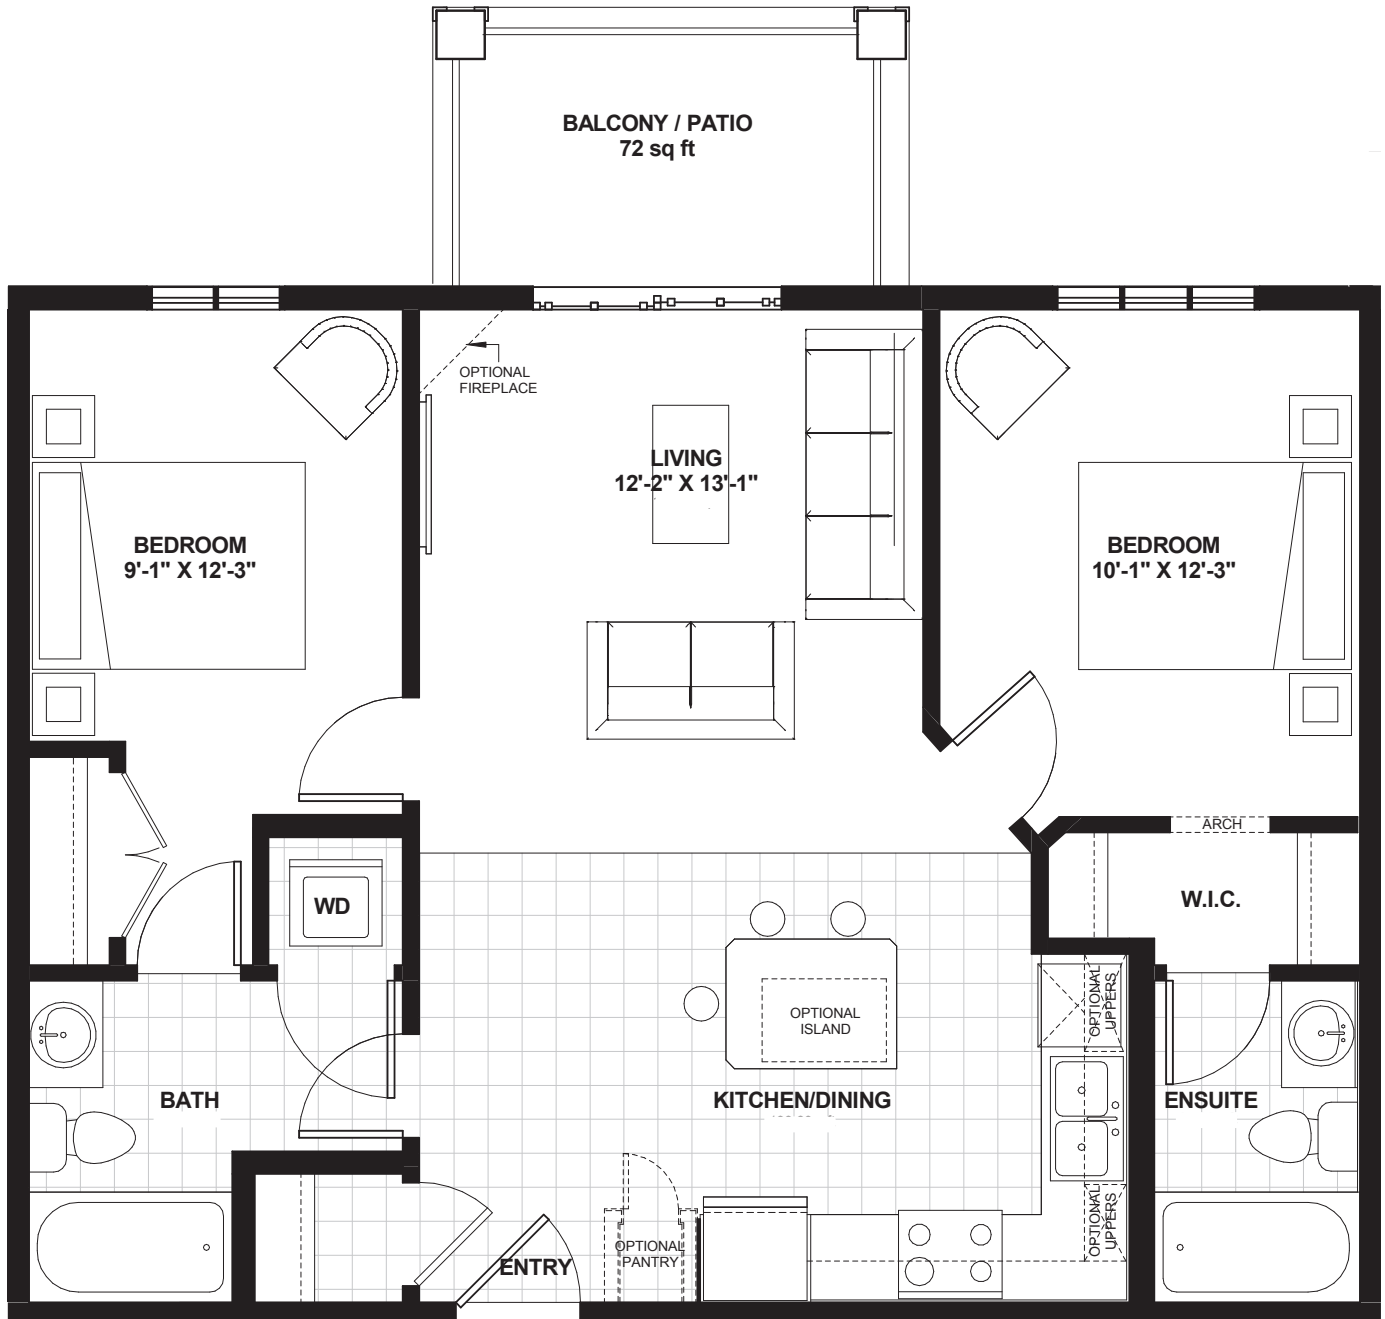 BALCONY / PATIO
72 sq ft
OPTIONAL
FIREPLACE
LIVING
12'-2" X 13'-1"
BEDROOM
9'-1" X 12'-3"
BEDROOM
10'-1" X 12'-3"
ARCH
W.I.C.
WD
OPTIONAL
UPPERS
OPTIONAL
ISLAND
BATH
KITCHEN/DINING
ENSUITE
OPTIONAL
UPPERS
OPTIONAL
PANTRY
ENTRY